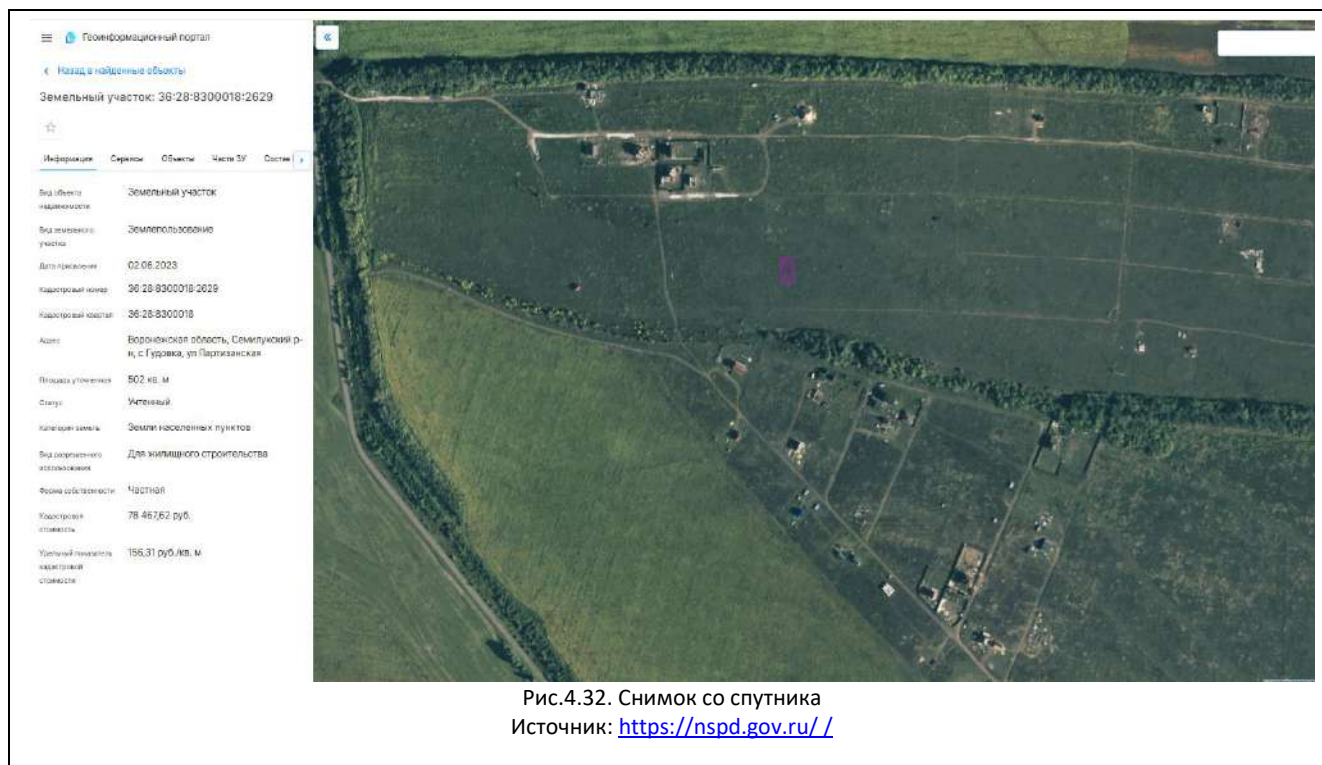 Геоинформационный портал
Назад в найденные объекты
Земельный участок: 36:28:8300018:2629
Информация Сервисы Объекты Части ЗУ Состав
Вид объекта недвижимости Земельный участок
Вид земельного участка Землепользование
Дата присвоения 02.06.2023
Кадастровый номер 36:28:8300018:2629
Кадастровый квартал 36:28:8300018
Адрес Воронежская область, Семилукский р-
н, с Гудовка, ул Партизанская
Площадь уточненная 502 кв. м
Статус Учтенный
Категория земель Земли населенных пунктов
Вид разрешенного использования Для жилищного строительства
Форма собственности Частная
Кадастровая стоимость 78 467,62 руб.
Удельный показатель кадастровой стоимости 156,31 руб./кв. м
Рис.4.32. Снимок со спутника
Источник: https://nspd.gov.ru/ /